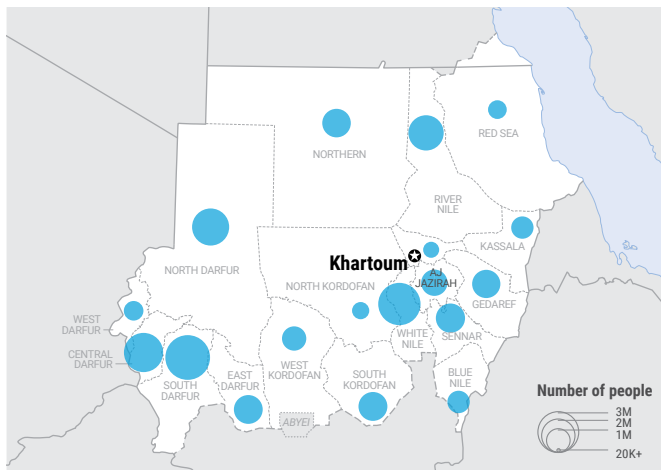 RED SEA
NORTHERN
RIVER
NILE
KASSALA
Khartoum
NORTH DARFUR
NORTH KORDOFAN
AJ
JAZIRAH
GEDAREF
WEST
DARFUR
WHITE
NILE
SENNAR
CENTRAL
DARFUR
SOUTH
DARFUR
EAST
DARFUR
WEST
KORDOFAN
SOUTH
KORDOFAN
BLUE
NILE
ABYEI
Number of people
3M
2M
1M
20K+